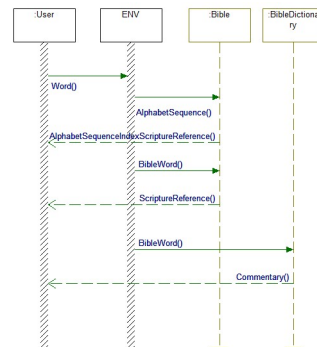 :User
ENV
:Bible
:BibleDictiona
ry
Word()
AlphabetSequence()
AlphabetSequenceIndexScriptureReference()
BibleWord()
ScriptureReference()
BibleWord()
Commentary()